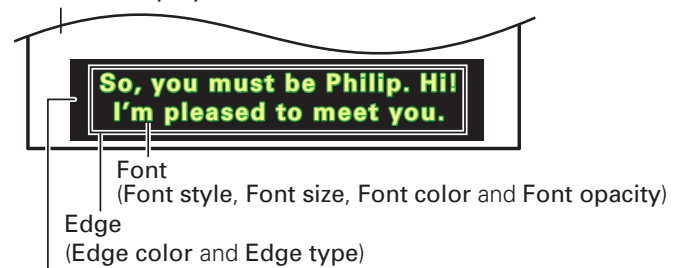 So, you must be Philip. Hi!
I'm pleased to meet you.
Font
(Font style, Font size, Font color and Font opacity)
Edge
(Edge color and Edge type)